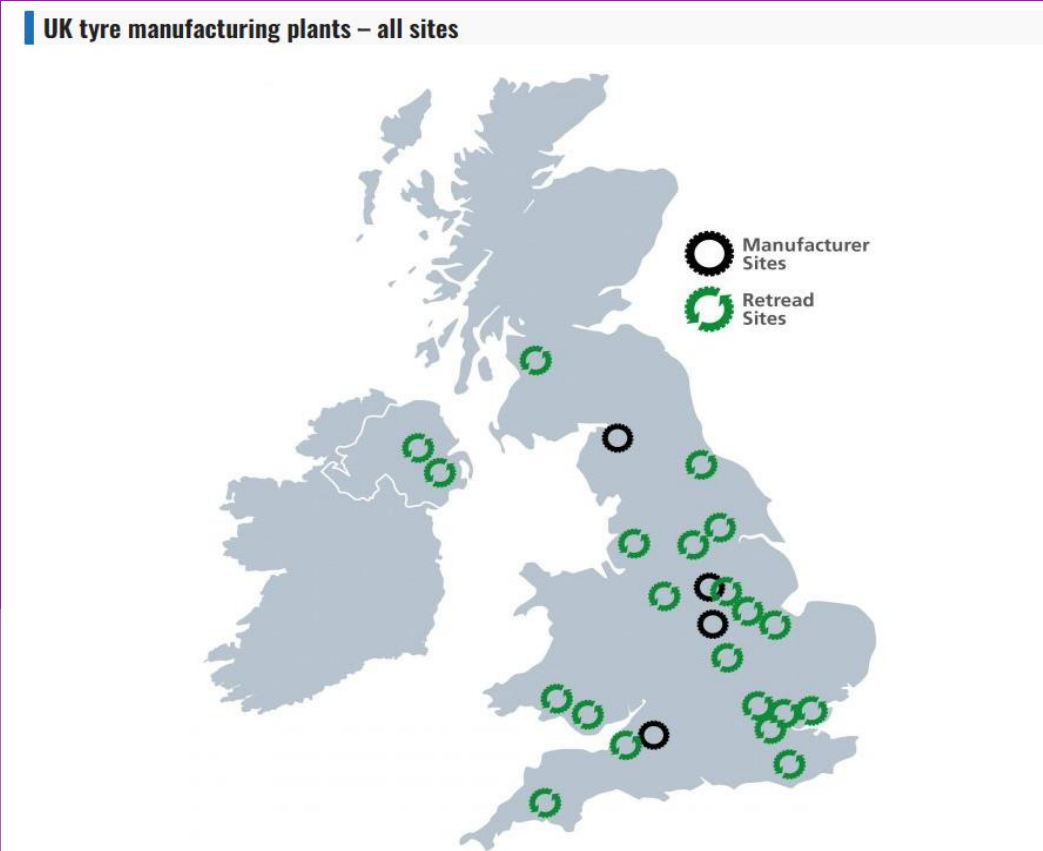 UK tyre manufacturing plants – all sites
Manufacturer
Sites
Retread
Sites